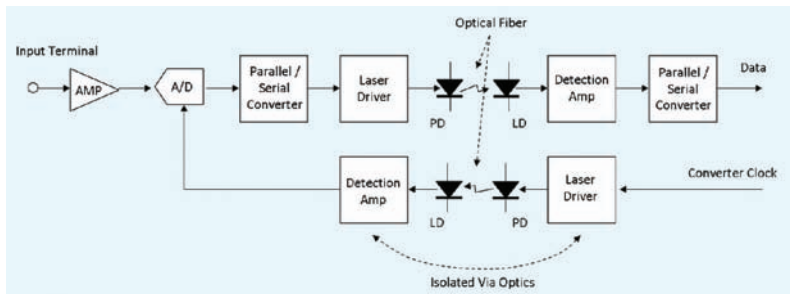 Optical Fiber
Input Terminal
AMP
A/D
Parallel /
Serial
Converter
Laser
Driver
PD
LD
Detection
Amp
Parallel /
Serial
Converter
Data
Detection
Amp
LD
PD
Laser
Driver
Converter Clock
Isolated Via Optics